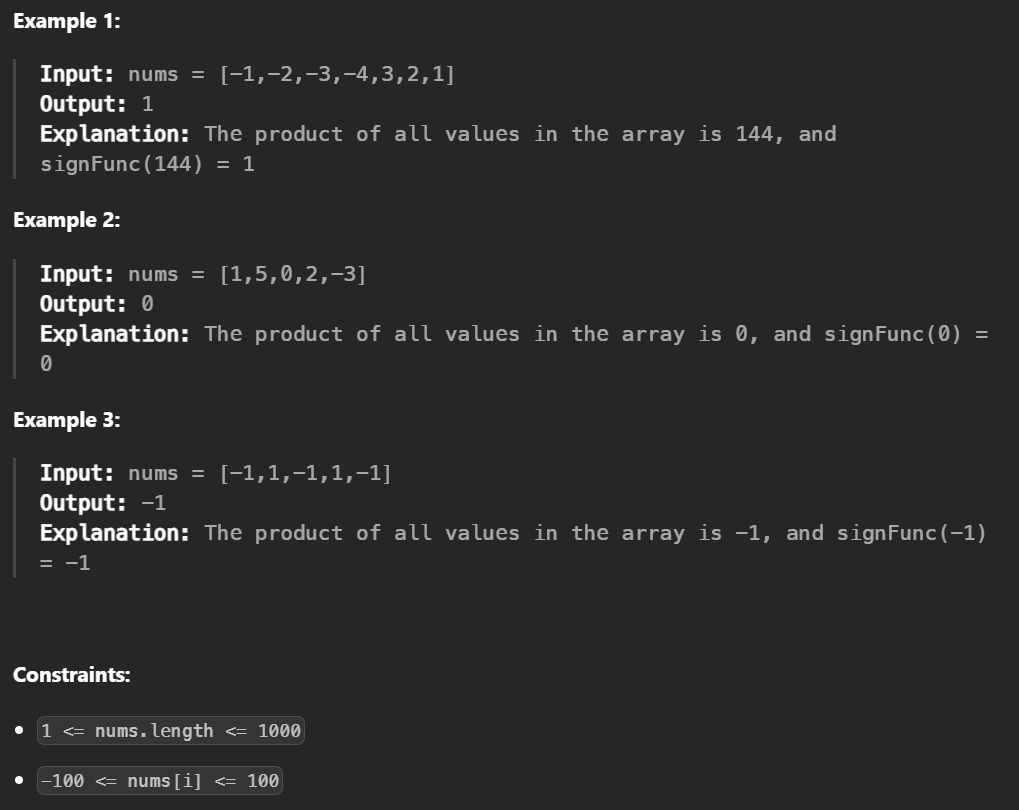 Example 1:
Input: nums = [-1,-2,-3,-4,3,2,1]
Output: 1
Explanation: The product of all values in the array is 144, and
signFunc(144) = 1
Example 2:
Input: nums = [1,5,0,2,-3]
Output: 0
Explanation: The product of all values in the array is 0, and signFunc(0) =
0
Example 3:
Input: nums = [-1,1,-1,1,-1]
Output: -1
Explanation: The product of all values in the array is -1, and signFunc(-1)
= -1
Constraints:
• 1 <= nums.length <= 1000
• -100 <= nums[i] <= 100